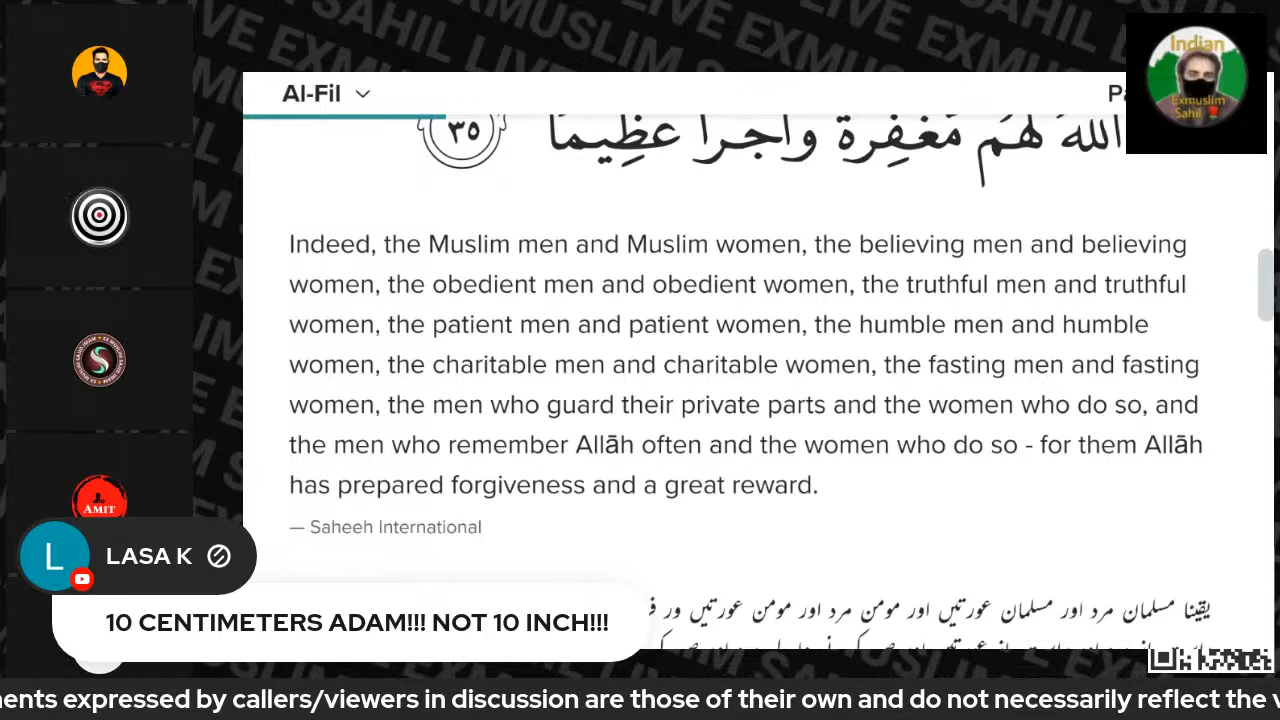 Al-Fil
Indian
Exmuslim
Sahil
اللَّهُ لَهُم مَّغْفِرَةً وَأَجْرًا عَظِيمًا ٣٥
Indeed, the Muslim men and Muslim women, the believing men and believing
women, the obedient men and obedient women, the truthful men and truthful
women, the patient men and patient women, the humble men and humble
women, the charitable men and charitable women, the fasting men and fasting
women, the men who guard their private parts and the women who do so, and
the men who remember Allāh often and the women who do so - for them Allāh
has prepared forgiveness and a great reward.
— Saheeh International
AMIT
LASA K
10 CENTIMETERS ADAM!!! NOT 10 INCH!!!
یقینا مسلمان مرد اور مسلمان عورتیں اور مومن مرد اور مومن عورتیں ور
expressed by callers/viewers in discussion are those of their own and do not necessarily reflect the